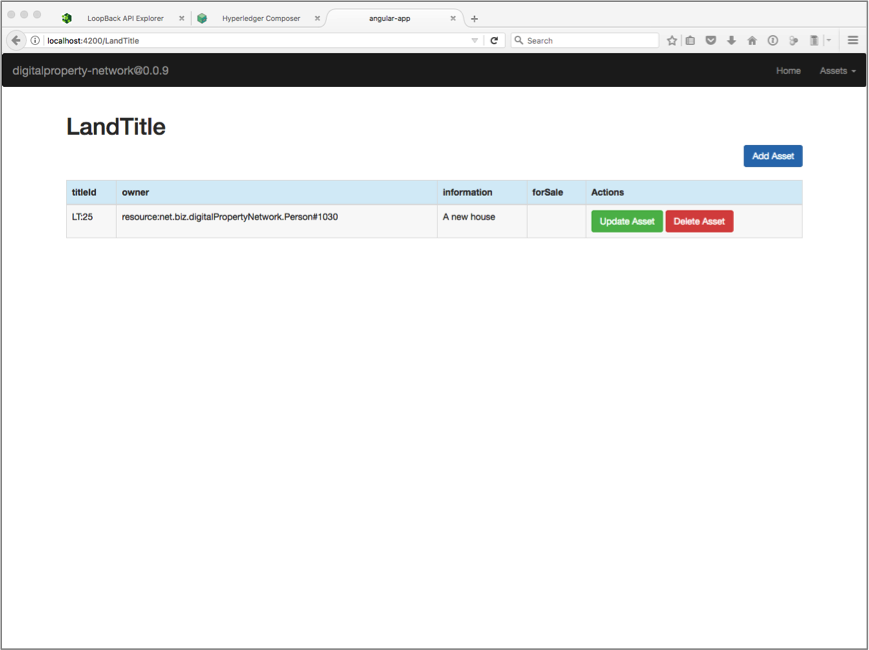 LoopBack API Explorer Hyperledger Composer angular-app
localhost:4200/LandTitle Search
digitalproperty-network@0.0.9 Home Assets
LandTitle
Add Asset
titleId owner information forSale Actions
LT:25 resource:net.biz.digitalPropertyNetwork.Person#1030 A new house Update Asset Delete Asset